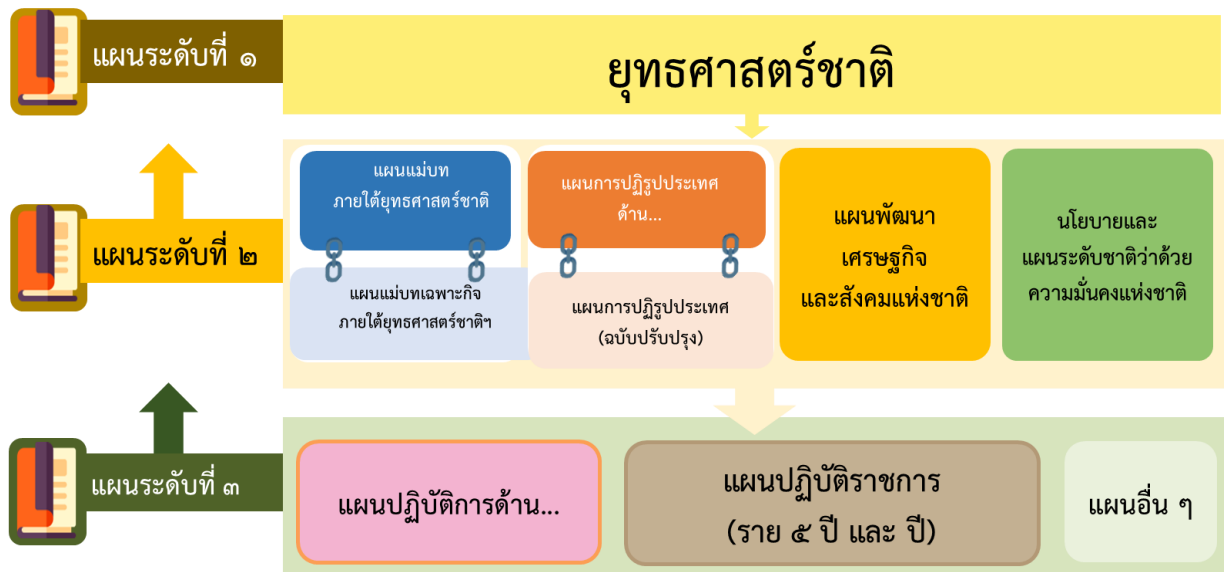 แผนระดับที่ ๑
ยุทธศาสตร์ชาติ
แผนระดับที่ ๒
แผนแม่บท
ภายใต้ยุทธศาสตร์ชาติ
แผนแม่บทเฉพาะกิจ
ภายใต้ยุทธศาสตร์ชาติฯ
แผนการปฏิรูปประเทศ
ด้าน...
แผนการปฏิรูปประเทศ
(ฉบับปรับปรุง)
แผนพัฒนา
เศรษฐกิจ
และสังคมแห่งชาติ
นโยบายและ
แผนระดับชาติว่าด้วย
ความมั่นคงแห่งชาติ
แผนระดับที่ ๓
แผนปฏิบัติการด้าน...
แผนปฏิบัติราชการ
(ราย ๕ ปี และ ปี)
แผนอื่น ๆ